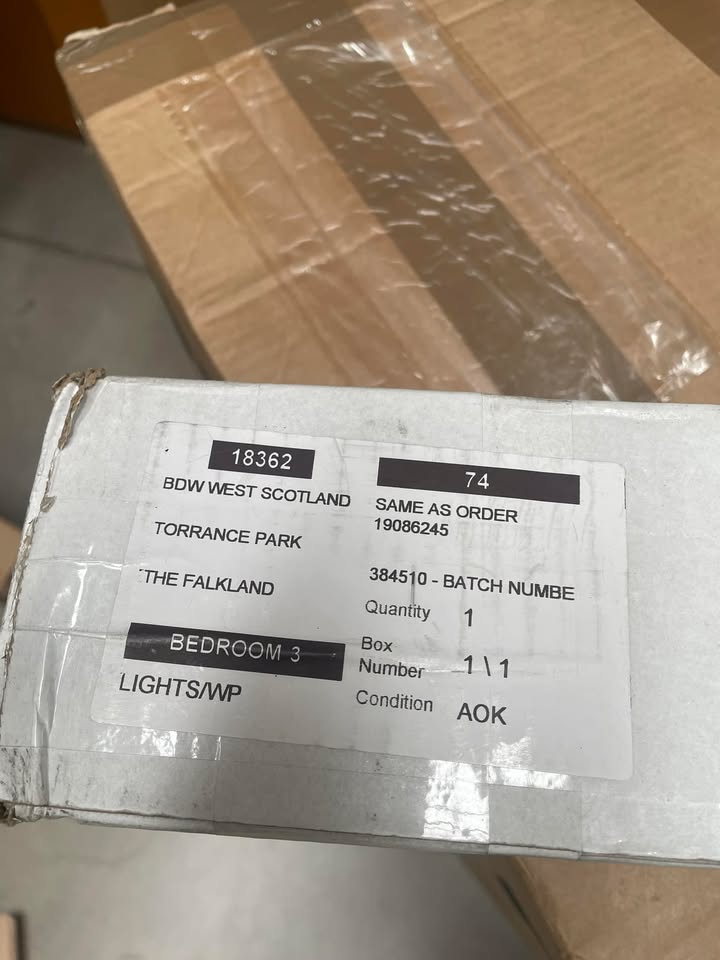 18362
BDW WEST SCOTLAND
TORRANCE PARK
THE FALKLAND
BEDROOM 3
LIGHTS/WP
74
SAME AS ORDER
19086245
384510 - BATCH NUMBE
Quantity 1
Box
Number 1\1
Condition AOK